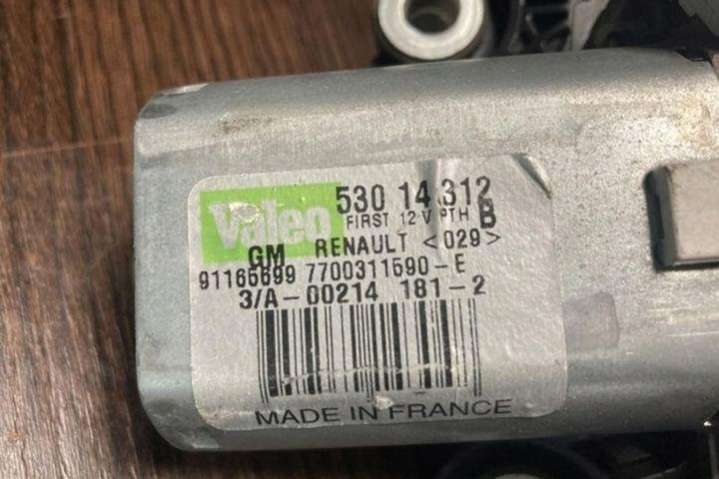 Valeo 530 14 312
FIRST 12 V PTH B
GM RENAULT <029>
91165699 7700311590-E
3/A-00214 181-2
MADE IN FRANCE